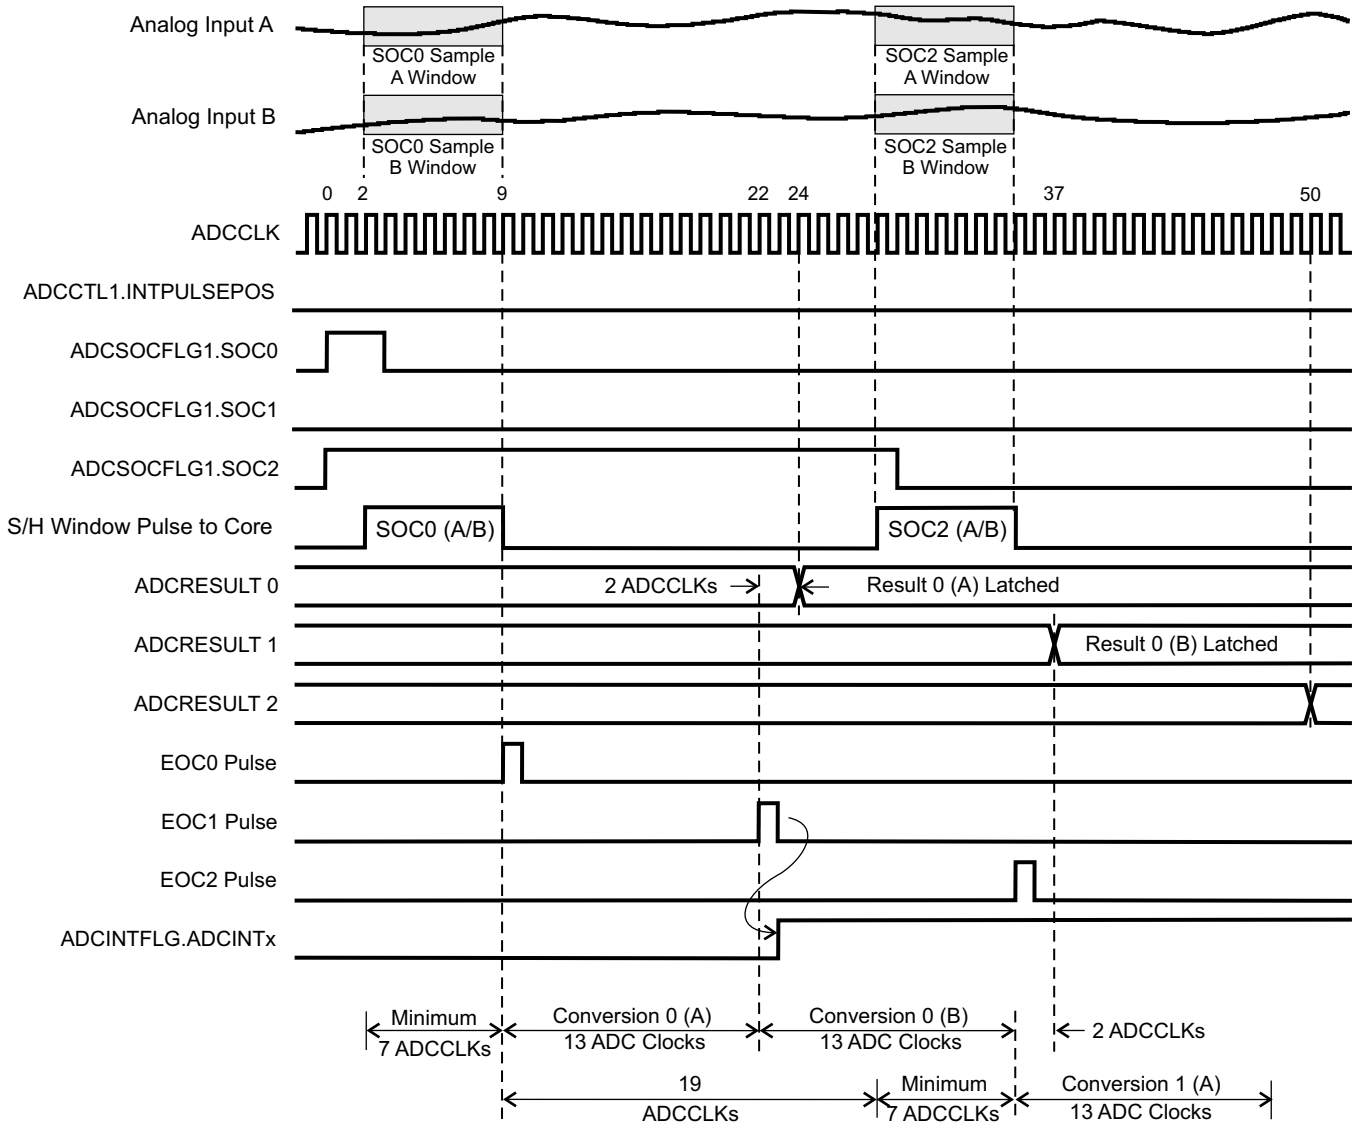 Analog Input A
SOC0 Sample
A Window
SOC2 Sample
A Window
Analog Input B
SOC0 Sample
B Window
SOC2 Sample
B Window
0 2 9 22 24 37 50
ADCCLK
ADCCTL1.INTPULSEPOS
ADCSOCFLG1.SOC0
ADCSOCFLG1.SOC1
ADCSOCFLG1.SOC2
S/H Window Pulse to Core SOC0 (A/B) SOC2 (A/B)
ADCRESULT 0 2 ADCCLKs Result 0 (A) Latched
ADCRESULT 1 Result 0 (B) Latched
ADCRESULT 2
EOC0 Pulse
EOC1 Pulse
EOC2 Pulse
ADCINTFLG.ADCINTx
Minimum
7 ADCCLKs
Conversion 0 (A)
13 ADC Clocks
Conversion 0 (B)
13 ADC Clocks
2 ADCCLKs
19
ADCCLKs
Minimum
7 ADCCLKs
Conversion 1 (A)
13 ADC Clocks